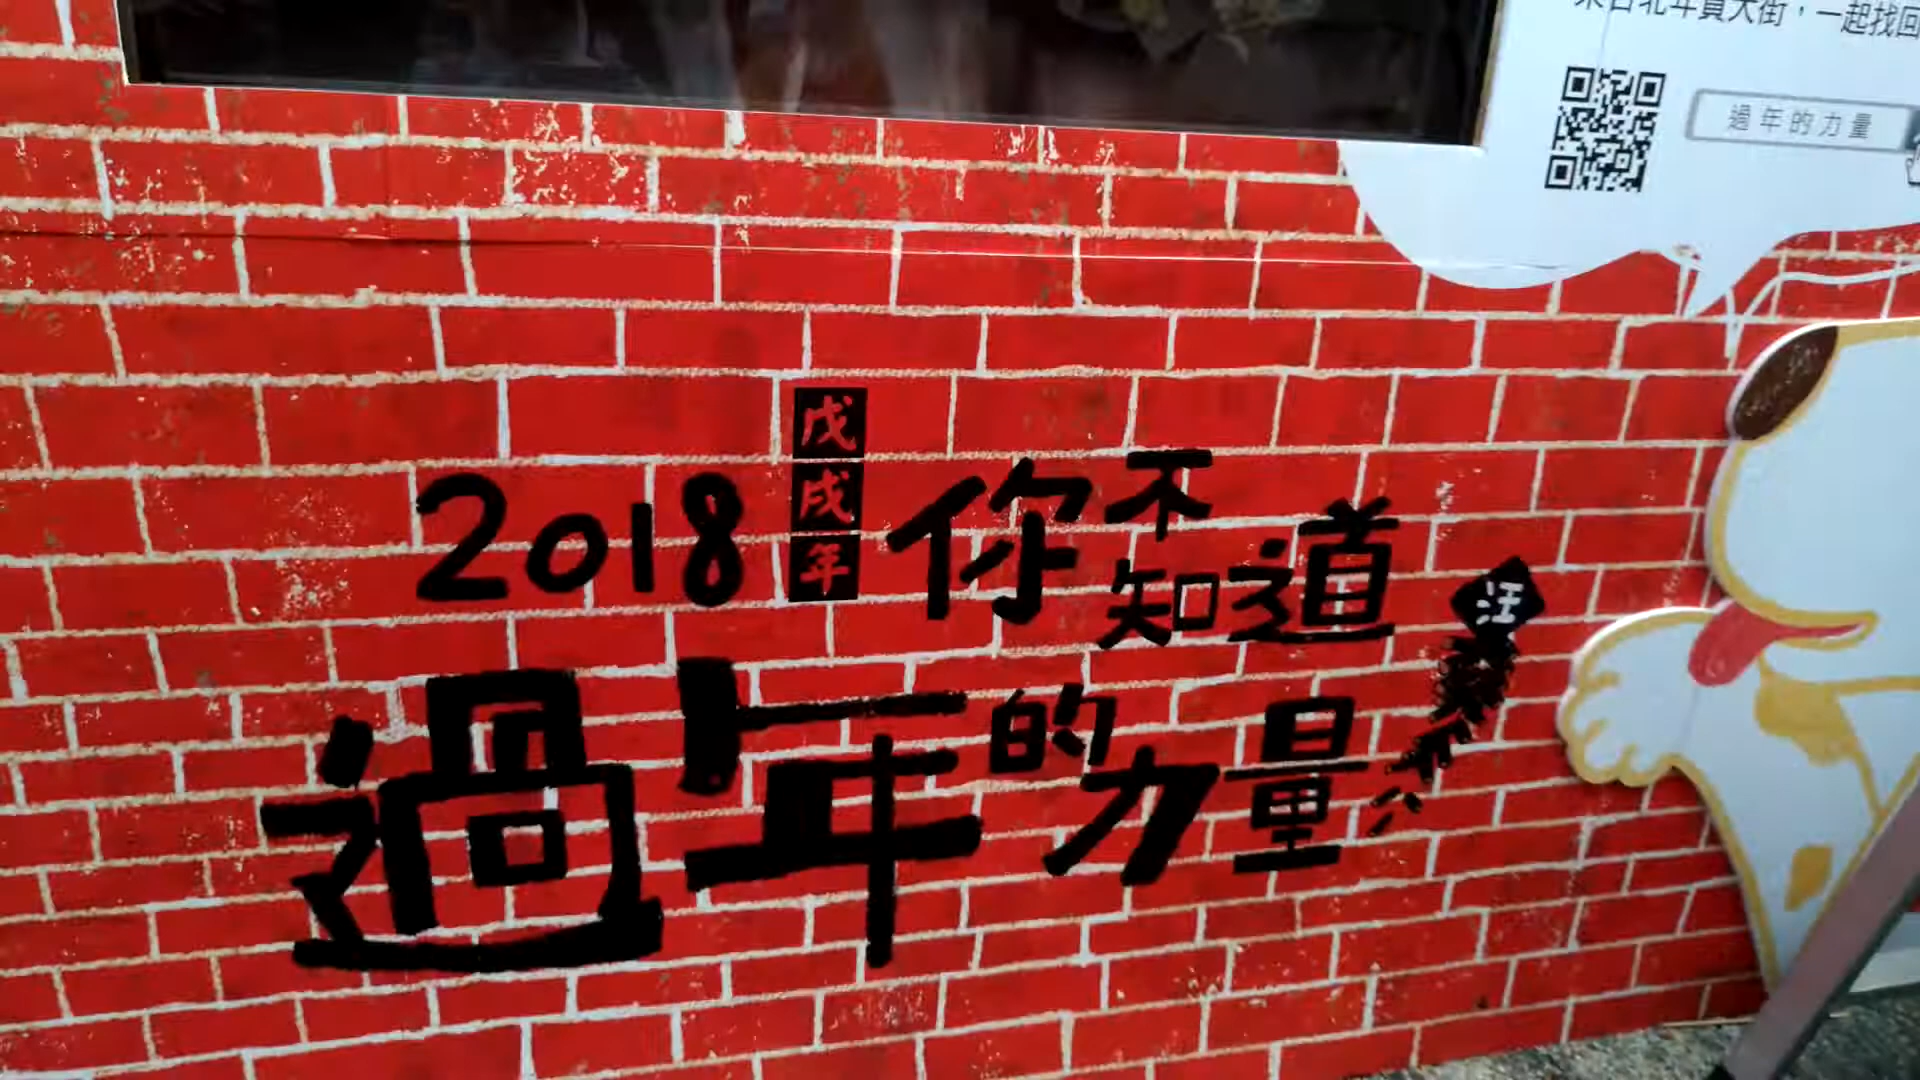 來台北年貨大街,一起找回
過年的力量
2018 戊戌年 你不知道
過年的力量
汪